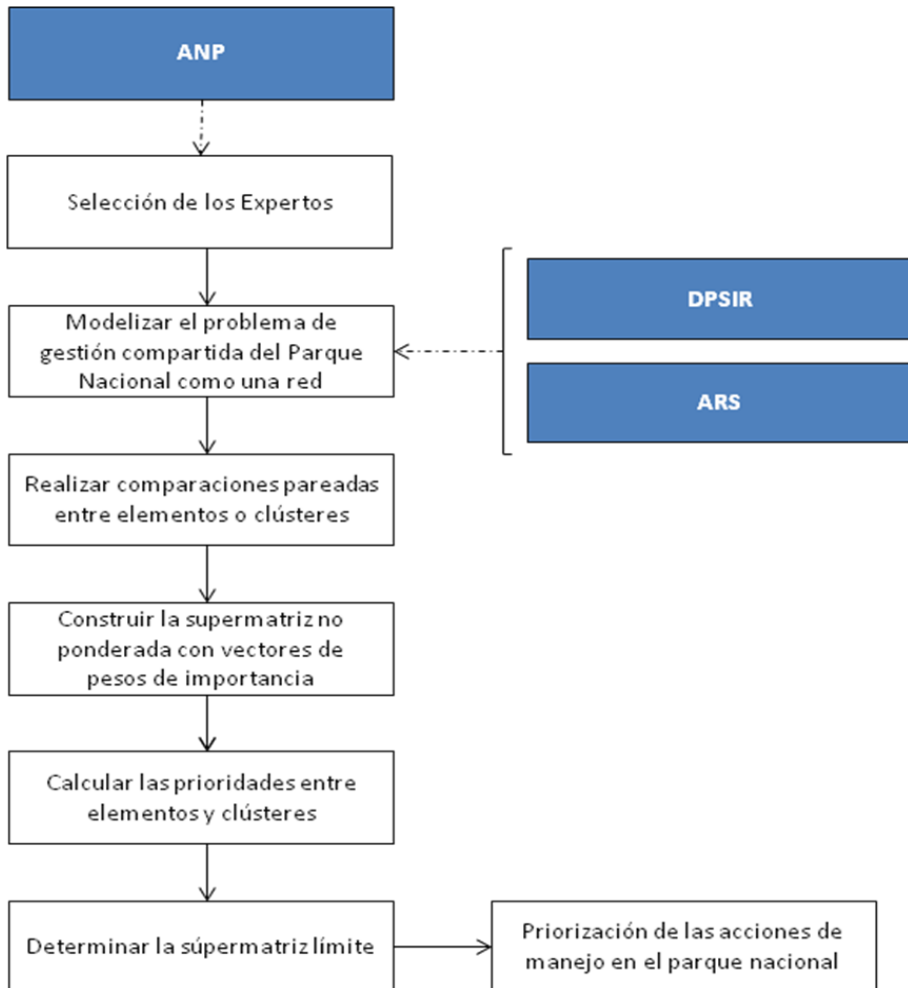 ANP
Selección de los Expertos
Modelizar el problema de
gestión compartida del Parque
Nacional como una red
DPSIR
ARS
Realizar comparaciones pareadas
entre elementos o clústeres
Construir la supermatriz no
ponderada con vectores de
pesos de importancia
Calcular las prioridades entre
elementos y clústeres
Determinar la súpermatriz límite
Priorización de las acciones de
manejo en el parque nacional